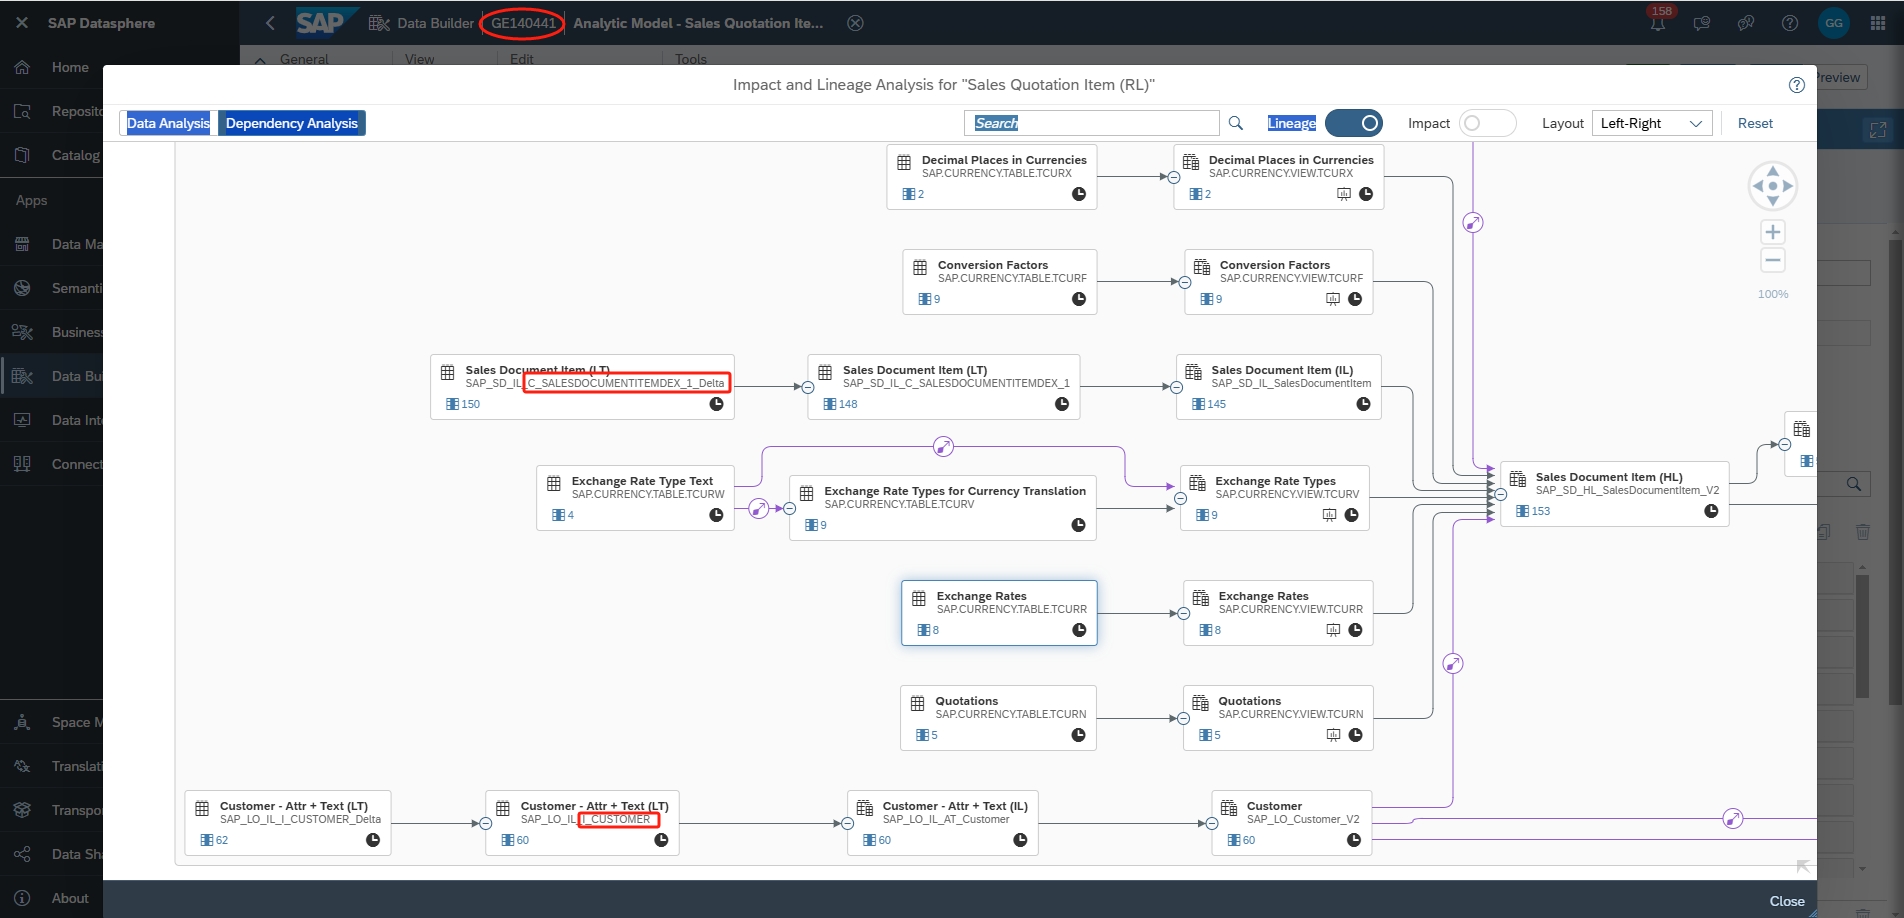 SAP Datasphere
SAP
Data Builder
GE140441
Analytic Model - Sales Quotation Ite...
158
GG
General
View
Edit
Tools
Preview
Home
Reposito
Catalog
Apps
Data Ma
Semanti
Business
Data Bui
Data Int
Connect
Space M
Translati
Transpor
Data Sha
About
Impact and Lineage Analysis for "Sales Quotation Item (RL)"
Data Analysis
Dependency Analysis
Search
Lineage
Impact
Layout
Left-Right
Reset
100%
Decimal Places in Currencies
SAP.CURRENCY.TABLE.TCURX
2
Decimal Places in Currencies
SAP.CURRENCY.VIEW.TCURX
2
Conversion Factors
SAP.CURRENCY.TABLE.TCURF
9
Conversion Factors
SAP.CURRENCY.VIEW.TCURF
9
Sales Document Item (LT)
SAP_SD_IL_C_SALESDOCUMENTITEMDEX_1_Delta
150
Sales Document Item (LT)
SAP_SD_IL_C_SALESDOCUMENTITEMDEX_1
148
Sales Document Item (IL)
SAP_SD_IL_SalesDocumentItem
145
Exchange Rate Type Text
SAP.CURRENCY.TABLE.TCURW
4
Exchange Rate Types for Currency Translation
SAP.CURRENCY.TABLE.TCURV
9
Exchange Rate Types
SAP.CURRENCY.VIEW.TCURV
9
Sales Document Item (HL)
SAP_SD_HL_SalesDocumentItem_V2
153
Exchange Rates
SAP.CURRENCY.TABLE.TCURR
8
Exchange Rates
SAP.CURRENCY.VIEW.TCURR
8
Quotations
SAP.CURRENCY.TABLE.TCURN
5
Quotations
SAP.CURRENCY.VIEW.TCURN
5
Customer - Attr + Text (LT)
SAP_LO_IL_I_CUSTOMER_Delta
62
Customer - Attr + Text (LT)
SAP_LO_IL_I_CUSTOMER
60
Customer - Attr + Text (IL)
SAP_LO_IL_AT_Customer
60
Customer
SAP_LO_Customer_V2
60
Close